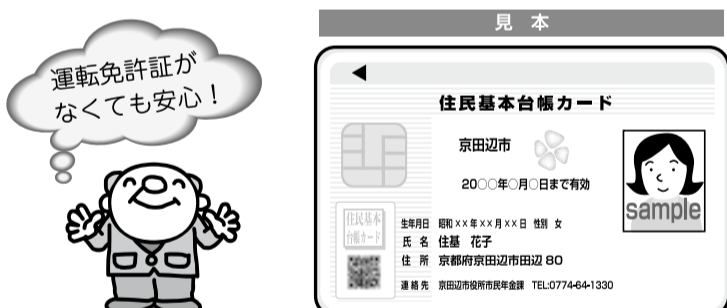 見本
運転免許証が
なくても安心！
住民基本台帳カード
京田辺市
20○○年○月○日まで有効
sample
住民基本
台帳カード
生年月日 昭和××年××月××日 性別 女
氏名 住基 花子
住所 京都府京田辺市田辺 80
連絡先 京田辺市役所市民年金課 TEL:0774-64-1330